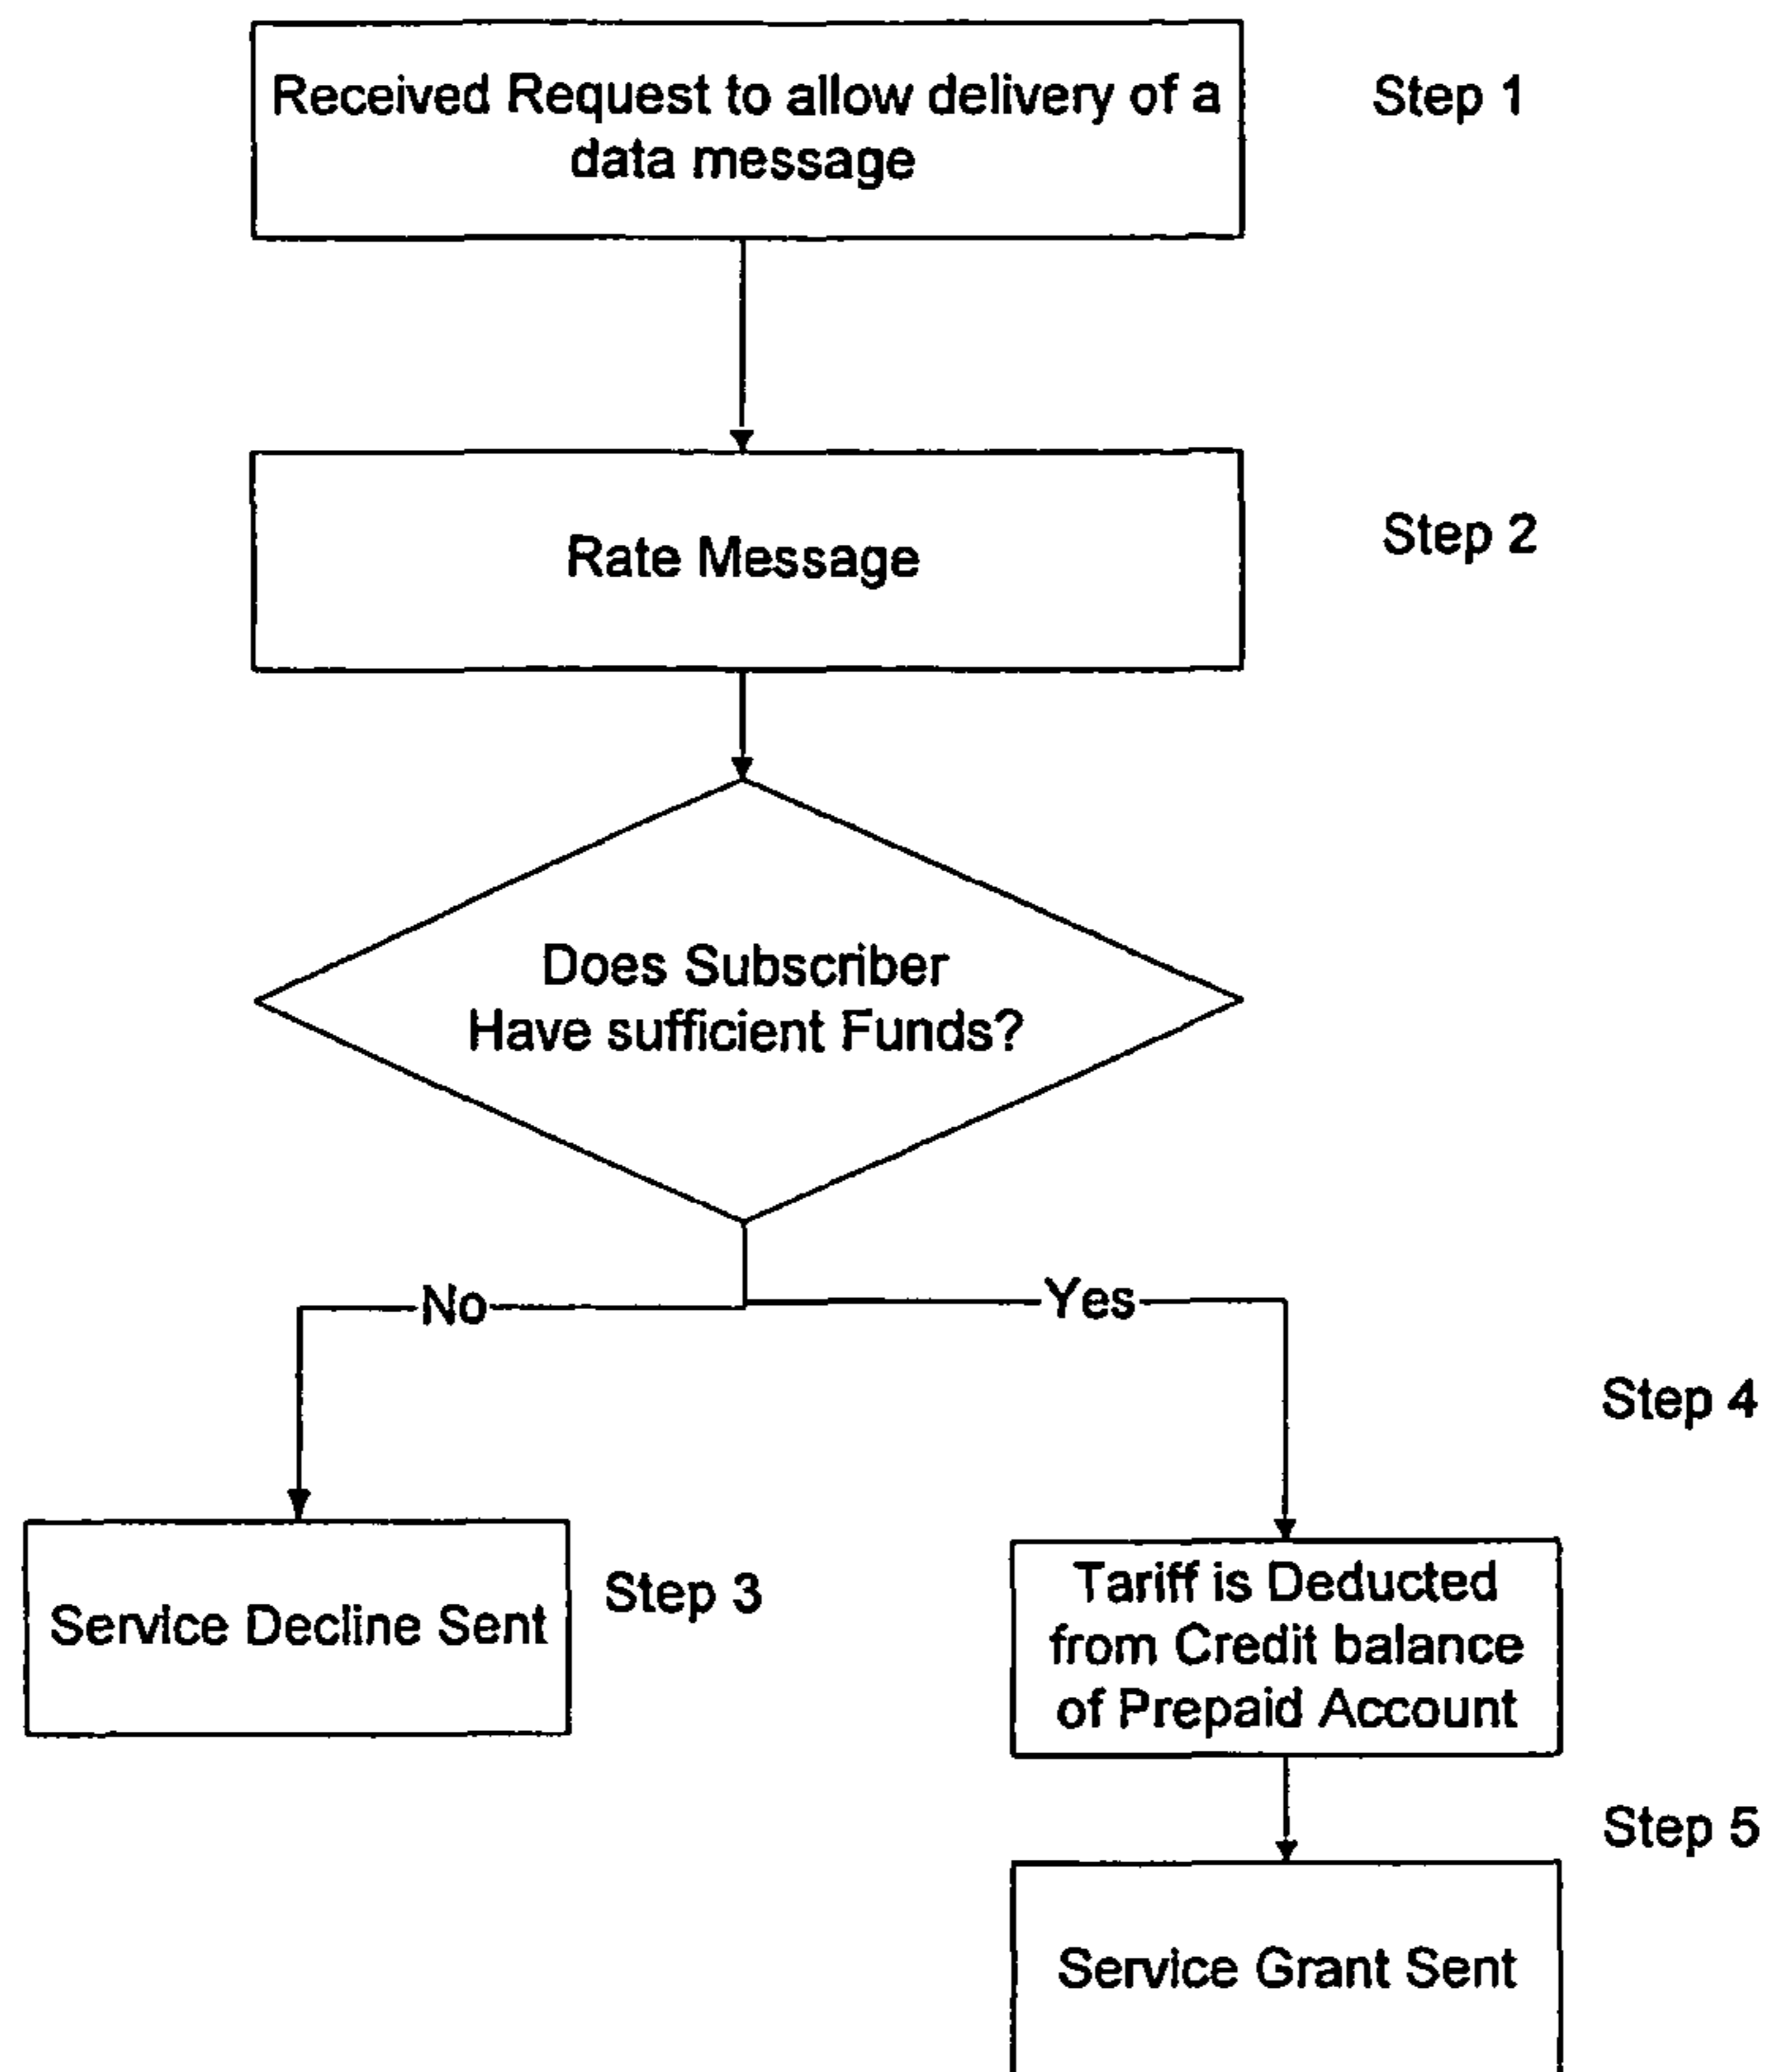 Received Request to allow delivery of a
data message
Step 1
Rate Message
Step 2
Does Subscriber
Have sufficient Funds?
No
Yes
Step 4
Service Decline Sent
Step 3
Tariff is Deducted
from Credit balance
of Prepaid Account
Step 5
Service Grant Sent